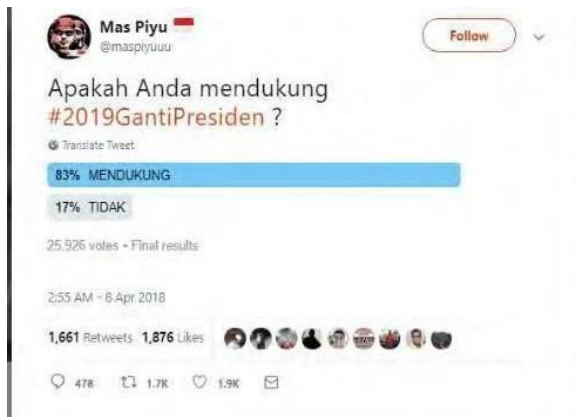 Mas Piyu
@maspiyuuu
Follow
Apakah Anda mendukung
#2019GantiPresiden ?
Translate Tweet
83% MENDUKUNG
17% TIDAK
25,926 votes • Final results
2:55 AM - 8 Apr 2018
1,661 Retweets 1,876 Likes
478 1.7K 1.9K